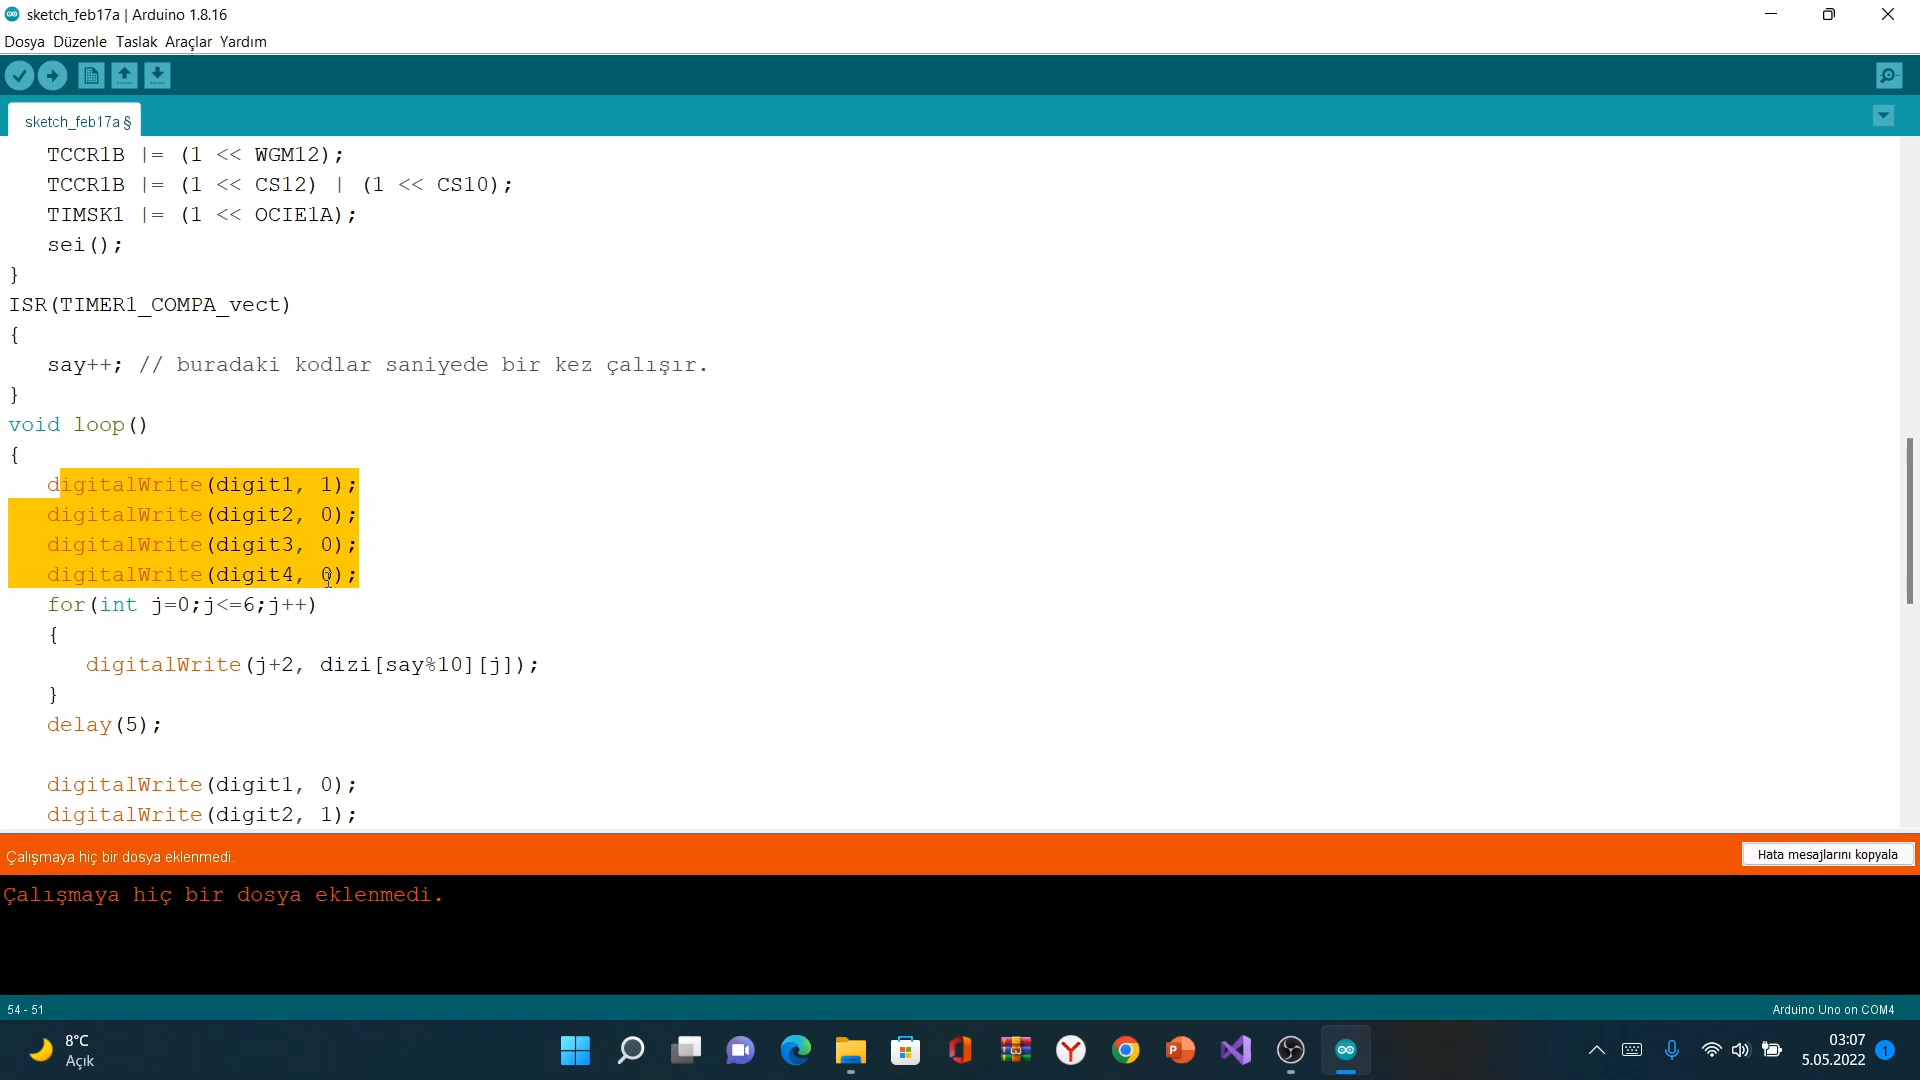 sketch_feb17a | Arduino 1.8.16
Dosya Düzenle Taslak Araçlar Yardım
sketch_feb17a §
TCCR1B |= (1 << WGM12);
TCCR1B |= (1 << CS12) | (1 << CS10);
TIMSK1 |= (1 << OCIE1A);
sei();
}
ISR(TIMER1_COMPA_vect)
{
say++; // buradaki kodlar saniyede bir kez çalışır.
}
void loop()
{
digitalWrite(digit1, 1);
digitalWrite(digit2, 0);
digitalWrite(digit3, 0);
digitalWrite(digit4, 0);
for(int j=0;j<=6;j++)
{
digitalWrite(j+2, dizi[say%10][j]);
}
delay(5);
digitalWrite(digit1, 0);
digitalWrite(digit2, 1);
Çalışmaya hiç bir dosya eklenmedi.
Hata mesajlarını kopyala
Çalışmaya hiç bir dosya eklenmedi.
54 - 51
Arduino Uno on COM4
8°C
Açık
03:07
5.05.2022
1